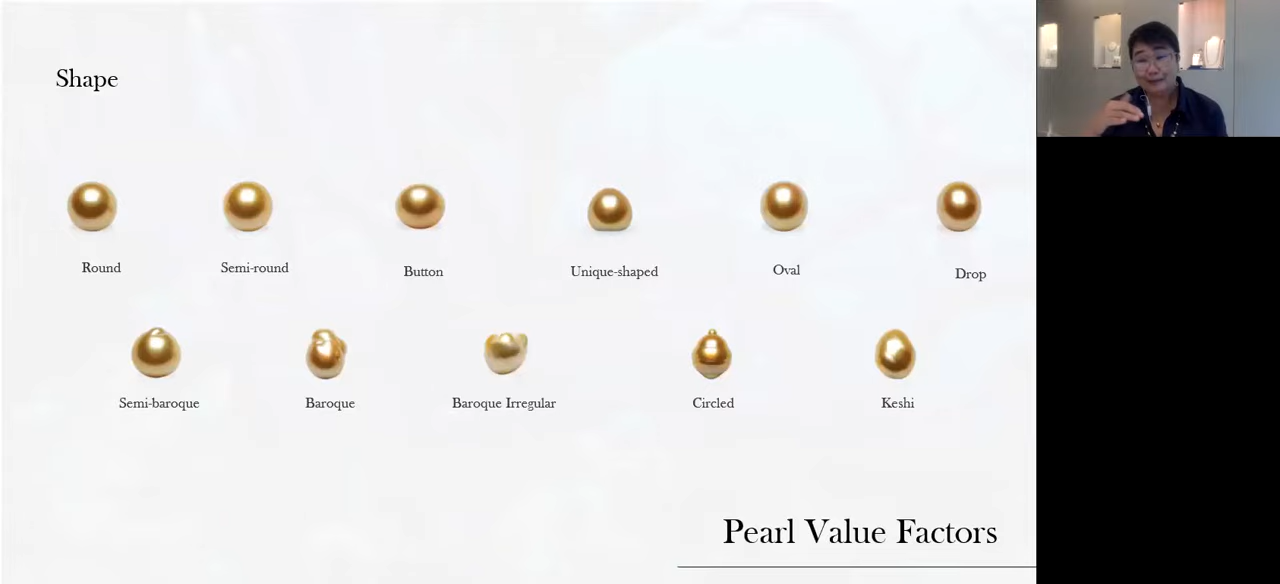 Shape
Round
Semi-round
Button
Unique-shaped
Oval
Drop
Semi-baroque
Baroque
Baroque Irregular
Circled
Keshi
Pearl Value Factors